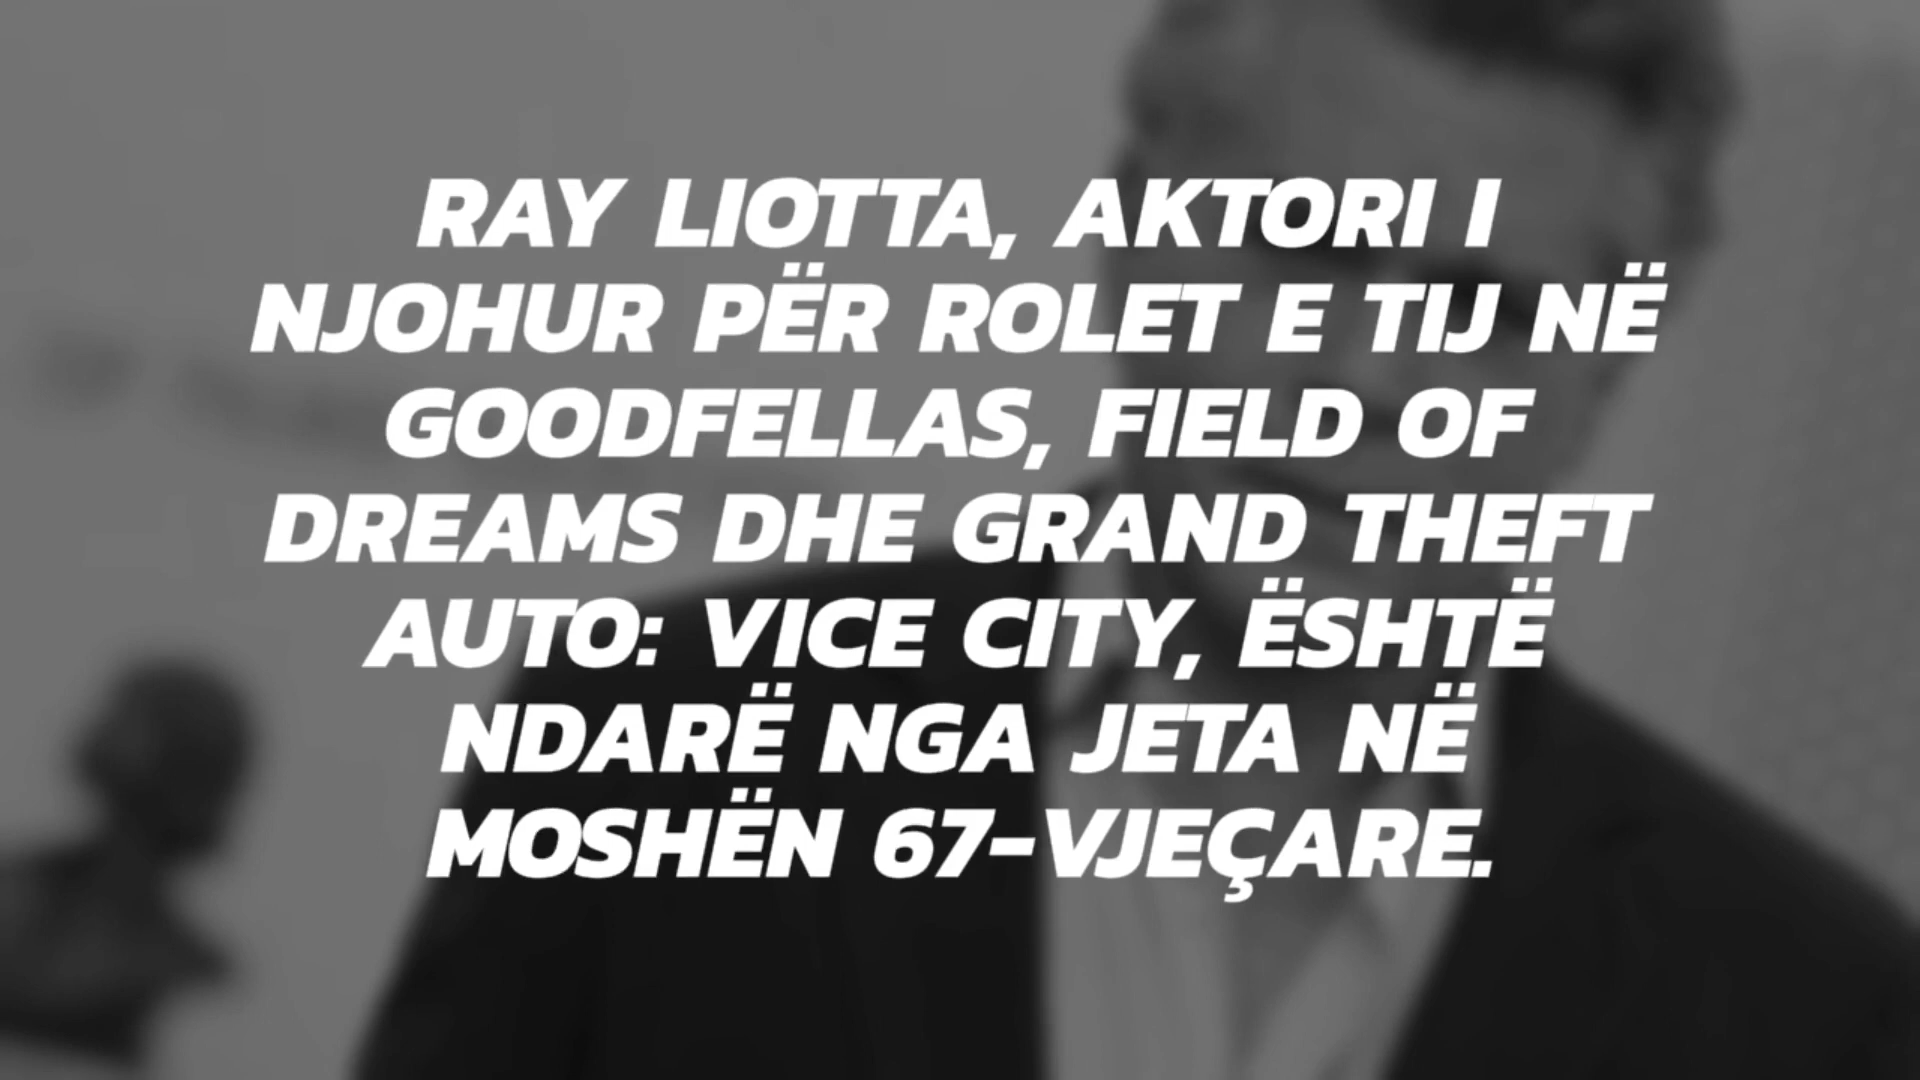 RAY LIOTTA, AKTORI I
NJOHUR PËR ROLET E TIJ NË
GOODFELLAS, FIELD OF
DREAMS DHE GRAND THEFT
AUTO: VICE CITY, ËSHTË
NDARË NGA JETA NË
MOSHËN 67-VJEÇARE.